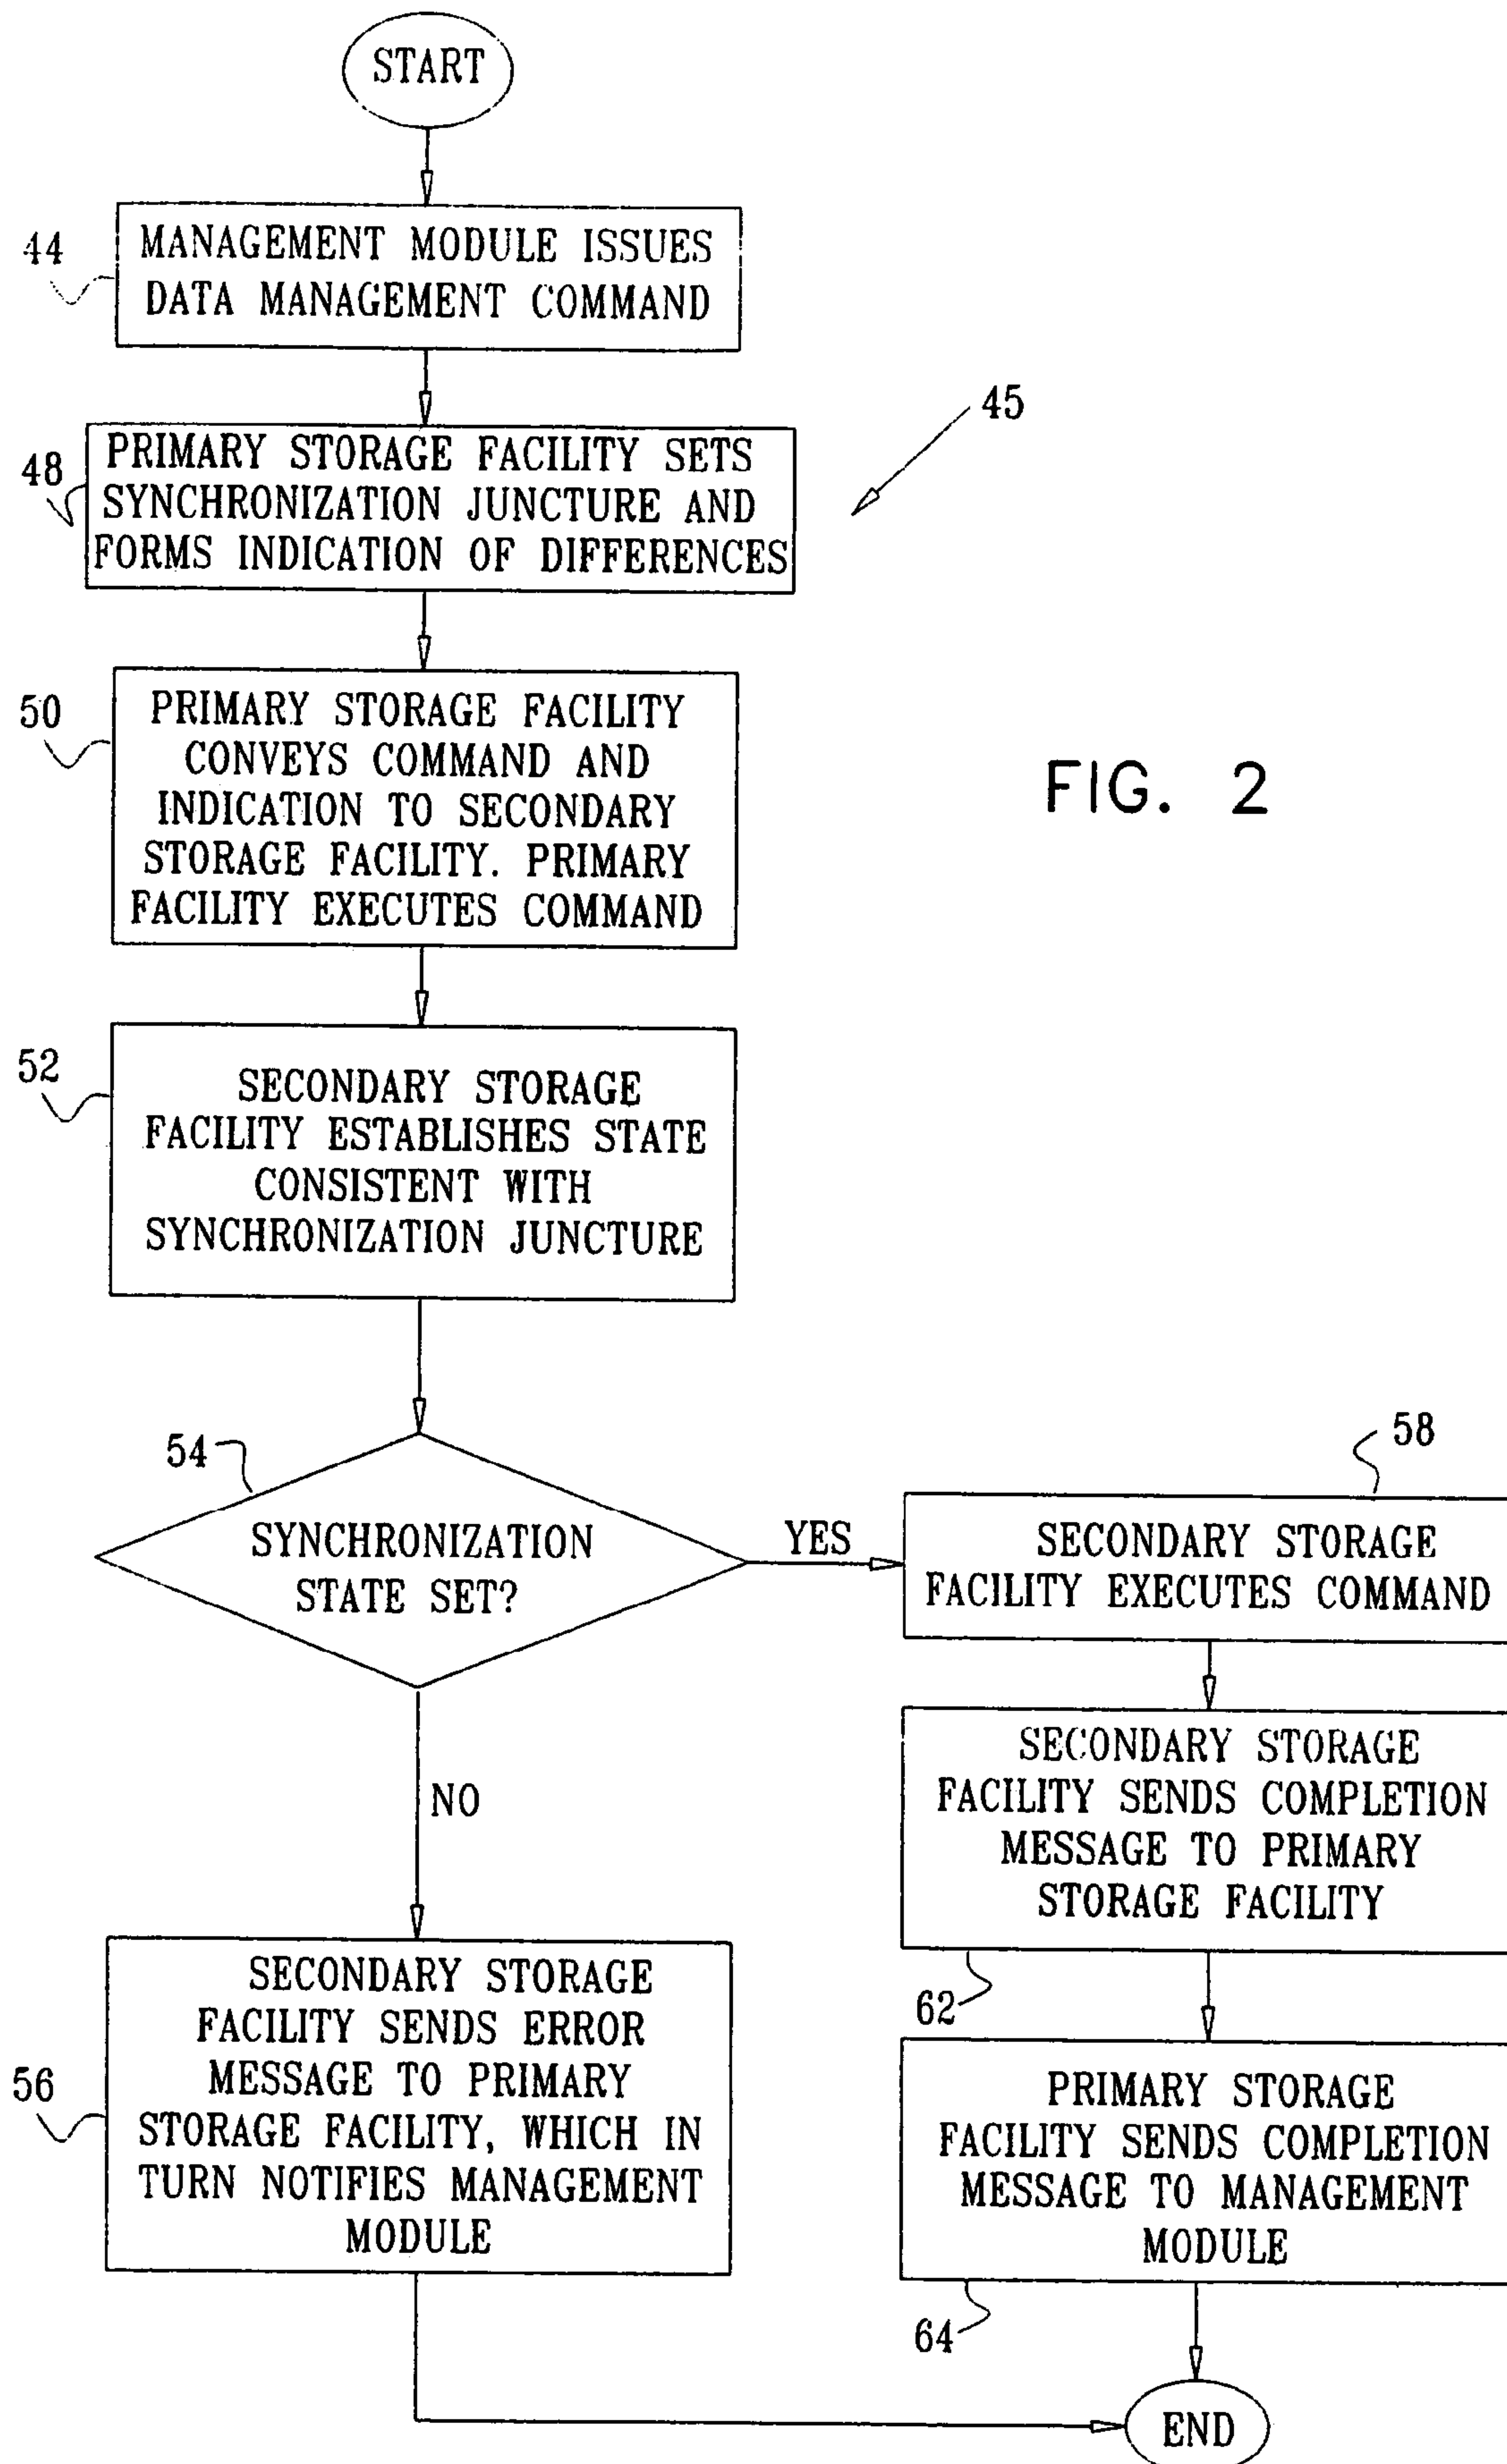 START
44
MANAGEMENT MODULE ISSUES
DATA MANAGEMENT COMMAND
45
48
PRIMARY STORAGE FACILITY SETS
SYNCHRONIZATION JUNCTURE AND
FORMS INDICATION OF DIFFERENCES
50
PRIMARY STORAGE FACILITY
CONVEYS COMMAND AND
INDICATION TO SECONDARY
STORAGE FACILITY. PRIMARY
FACILITY EXECUTES COMMAND
FIG. 2
52
SECONDARY STORAGE
FACILITY ESTABLISHES STATE
CONSISTENT WITH
SYNCHRONIZATION JUNCTURE
54
SYNCHRONIZATION
STATE SET?
YES
58
SECONDARY STORAGE
FACILITY EXECUTES COMMAND
SECONDARY STORAGE
FACILITY SENDS COMPLETION
MESSAGE TO PRIMARY
STORAGE FACILITY
62
NO
56
SECONDARY STORAGE
FACILITY SENDS ERROR
MESSAGE TO PRIMARY
STORAGE FACILITY, WHICH IN
TURN NOTIFIES MANAGEMENT
MODULE
PRIMARY STORAGE
FACILITY SENDS COMPLETION
MESSAGE TO MANAGEMENT
MODULE
64
END